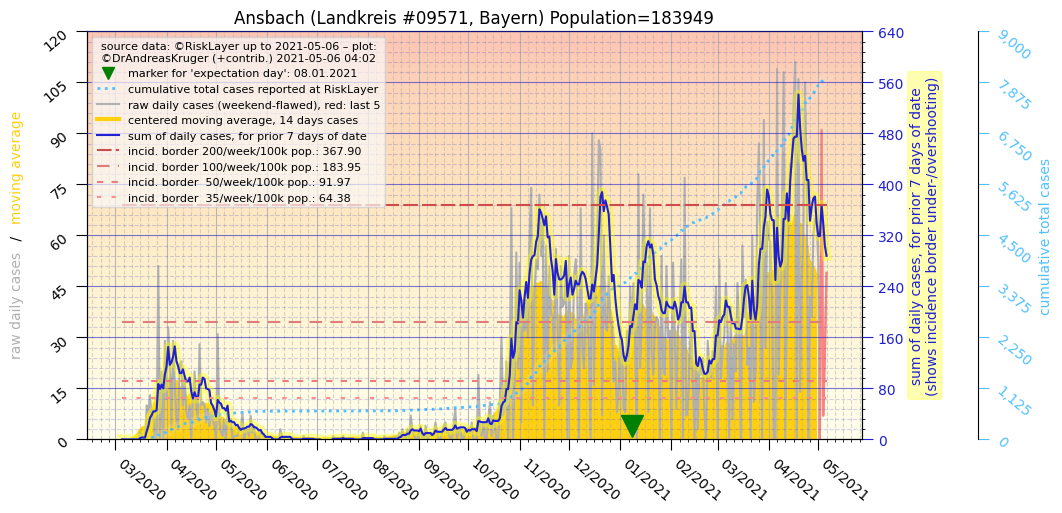 Ansbach (Landkreis #09571, Bayern) Population=183949
source data: ©RiskLayer up to 2021-05-06 – plot:
©DrAndreasKruger (+contrib.) 2021-05-06 04:02
marker for 'expectation day': 08.01.2021
cumulative total cases reported at RiskLayer
raw daily cases (weekend-flawed), red: last 5
centered moving average, 14 days cases
sum of daily cases, for prior 7 days of date
incid. border 200/week/100k pop.: 367.90
incid. border 100/week/100k pop.: 183.95
incid. border  50/week/100k pop.: 91.97
incid. border  35/week/100k pop.: 64.38
raw daily cases / moving average
120
105
90
75
60
45
30
15
0
03/2020
04/2020
05/2020
06/2020
07/2020
08/2020
09/2020
10/2020
11/2020
12/2020
01/2021
02/2021
03/2021
04/2021
05/2021
640
560
480
400
320
240
160
80
0
sum of daily cases, for prior 7 days of date
(shows incidence border under-/overshooting)
9,000
7,875
6,750
5,625
4,500
3,375
2,250
1,125
0
cumulative total cases